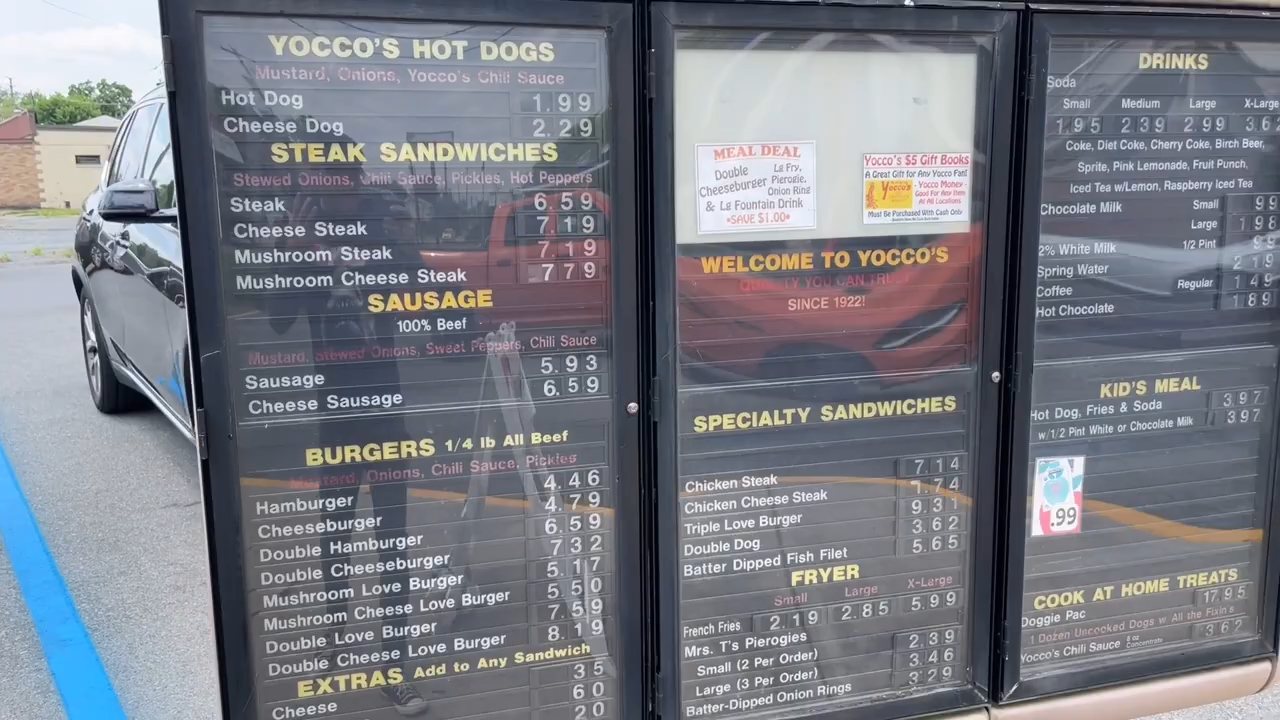 YOCCO'S HOT DOGS
Mustard, Onions, Yocco's Chili Sauce
Hot Dog 1.99
Cheese Dog 2.29
STEAK SANDWICHES
Stewed Onions, Chili Sauce, Pickles, Hot Peppers
Steak 6.59
Cheese Steak 7.19
Mushroom Steak 7.19
Mushroom Cheese Steak 7.79
SAUSAGE
100% Beef
Mustard, Stewed Onions, Sweet Peppers, Chili Sauce
Sausage 5.93
Cheese Sausage 6.59
BURGERS 1/4 lb All Beef
Mustard, Onions, Chili Sauce, Pickles
Hamburger 4.46
Cheeseburger 4.79
Double Hamburger 6.59
Double Cheeseburger 7.32
Mushroom Love Burger 5.17
Mushroom Cheese Love Burger 5.50
Double Love Burger 7.59
Double Cheese Love Burger 8.19
EXTRAS Add to Any Sandwich
Cheese 35
60
20
MEAL DEAL
Double Cheeseburger
Lg Fry, Pierogie, Onion Ring
& Lg Fountain Drink
*SAVE $1.00*
Yocco's $5 Gift Books
A Great Gift for Any Yocco Fan!
Yocco's
- Yocco Money -
Good For Any Item
At All Locations
Must Be Purchased With Cash Only
WELCOME TO YOCCO'S
QUALITY YOU CAN TRUST
SINCE 1922!
SPECIALTY SANDWICHES
Chicken Steak 7.14
Chicken Cheese Steak 7.74
Triple Love Burger 9.31
Double Dog 3.62
Batter Dipped Fish Filet 5.65
FRYER
Small Large X-Large
French Fries 2.19 2.85 5.99
Mrs. T's Pierogies
Small (2 Per Order) 2.39
Large (3 Per Order) 3.46
Batter-Dipped Onion Rings 3.29
DRINKS
Soda
Small Medium Large X-Large
1.95 2.39 2.99 3.62
Coke, Diet Coke, Cherry Coke, Birch Beer,
Sprite, Pink Lemonade, Fruit Punch,
Iced Tea w/Lemon, Raspberry Iced Tea
Chocolate Milk Small 99
Large 1 98
2% White Milk 1/2 Pint 99
Spring Water 2 19
Coffee Regular 1 49
Hot Chocolate 1 89
KID'S MEAL
Hot Dog, Fries & Soda 3.97
w/1/2 Pint White or Chocolate Milk 3 97
.99
COOK AT HOME TREATS
Doggie Pac 17.95
1 Dozen Uncooked Dogs w/ All the Fixin's
Yocco's Chili Sauce 8 oz Concentrate 3 62